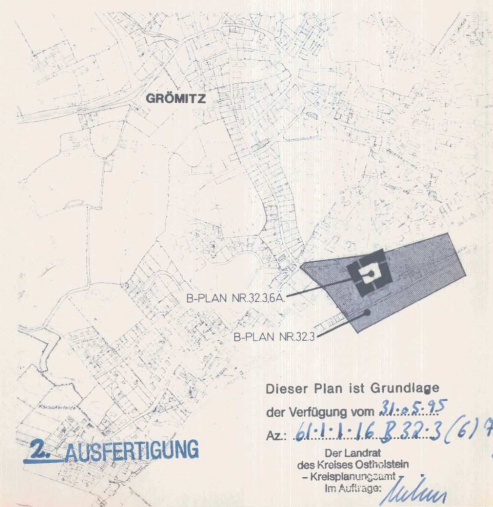 GRÖMITZ
B-PLAN NR.32.3,6A.
B-PLAN NR.32.3
Dieser Plan ist Grundlage
der Verfügung vom 31.05.95
Az.: 61.1.1.16 B 32.3 (6)
Der Landrat
des Kreises Ostholstein
– Kreisplanungsamt –
Im Auftrage:
2. AUSFERTIGUNG